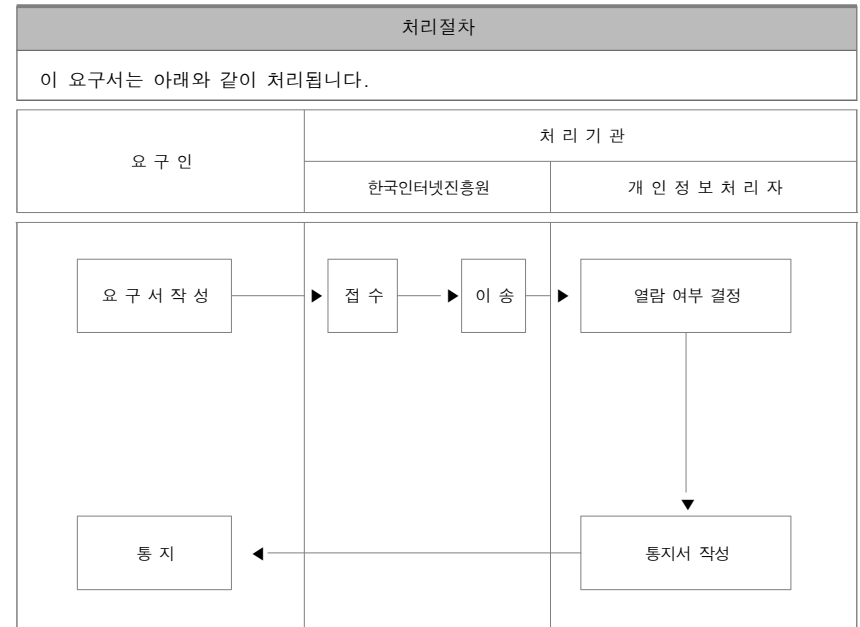 처리절차
이 요구서는 아래와 같이 처리됩니다.
요 구 인
처 리 기 관
한국인터넷진흥원
개 인 정 보 처 리 자
요 구 서 작 성
접 수
이 송
열람 여부 결정
통 지
통지서 작성